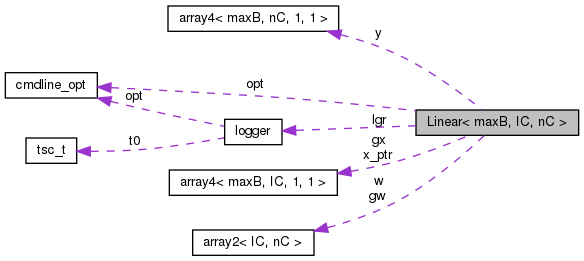 array4< maxB, nC, 1, 1 >
y
cmdline_opt
opt
opt
Linear< maxB, IC, nC >
lgr
logger
t0
tsc_t
gx
x_ptr
array4< maxB, IC, 1, 1 >
w
gw
array2< IC, nC >